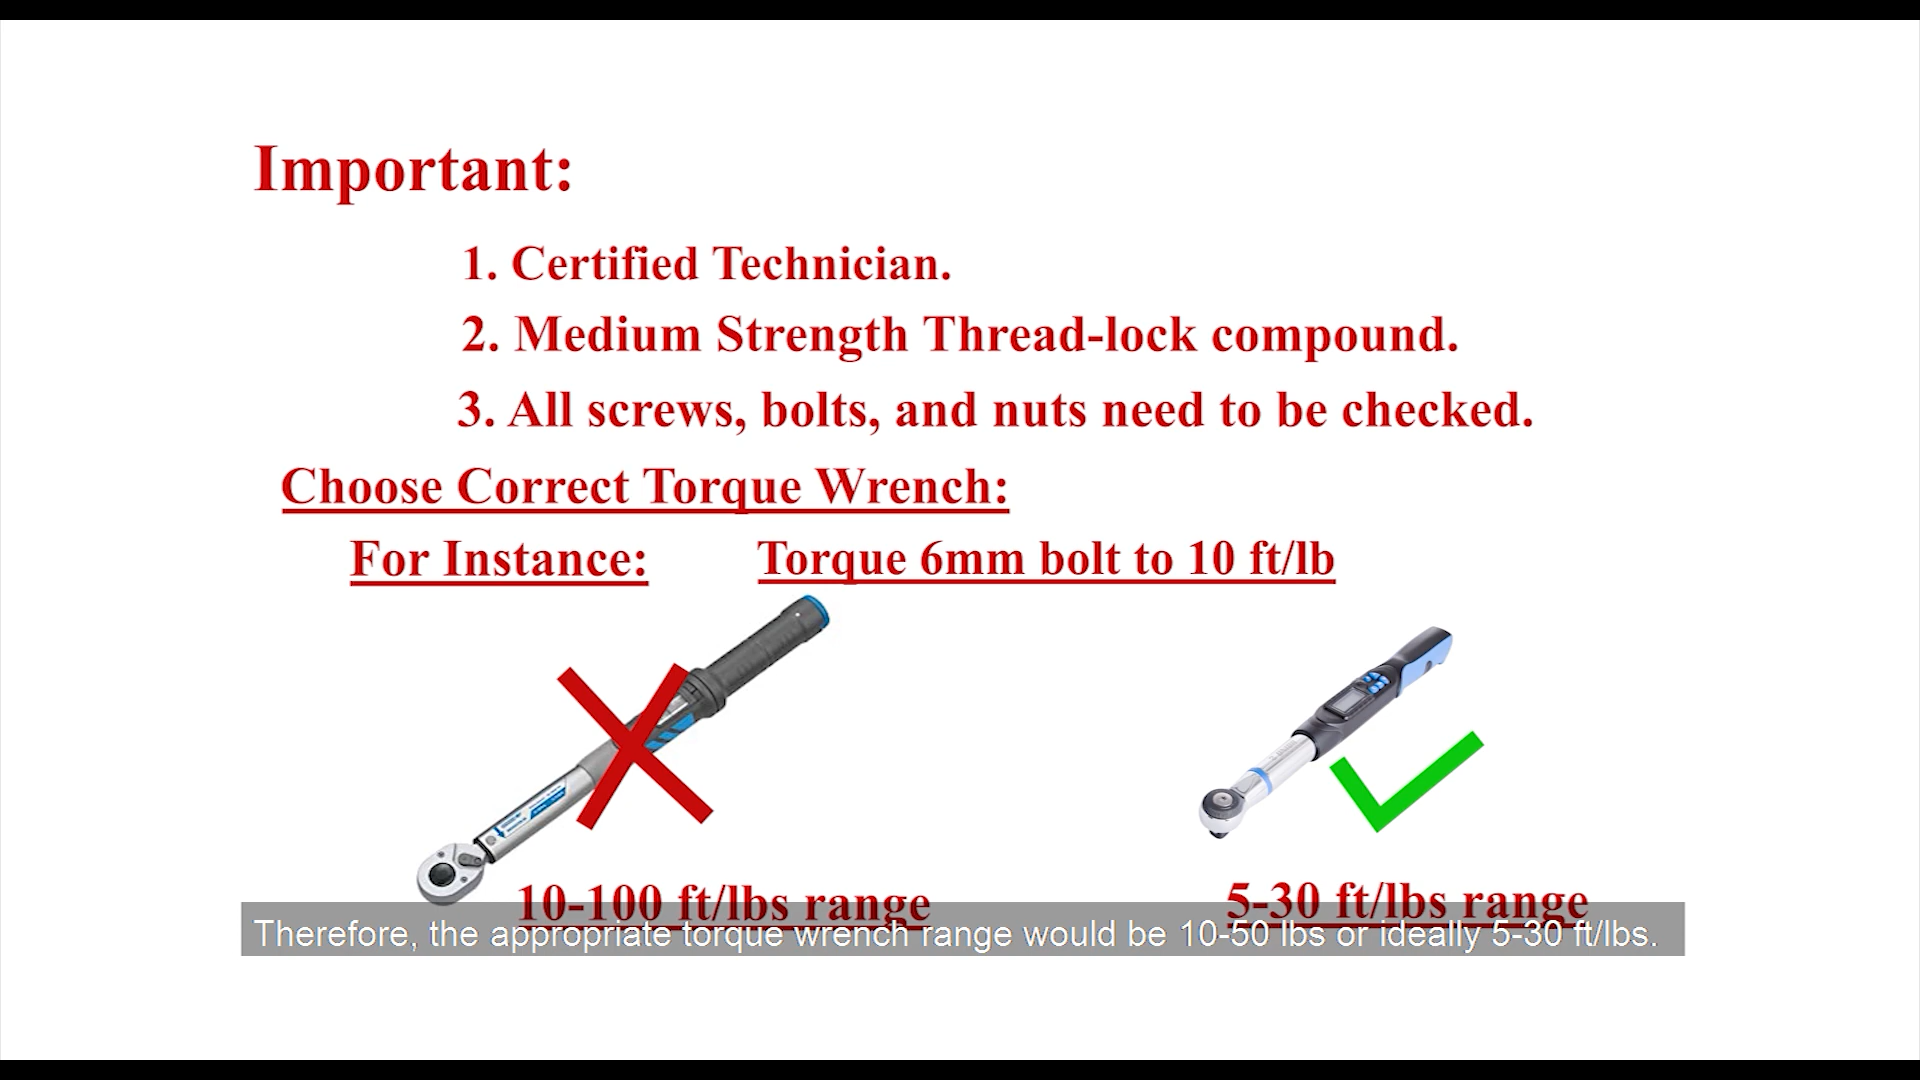 Important:
1. Certified Technician.
2. Medium Strength Thread-lock compound.
3. All screws, bolts, and nuts need to be checked.
Choose Correct Torque Wrench:
For Instance: Torque 6mm bolt to 10 ft/lb
10-100 ft/lbs range 5-30 ft/lbs range
Therefore, the appropriate torque wrench range would be 10-50 lbs or ideally 5-30 ft/lbs.